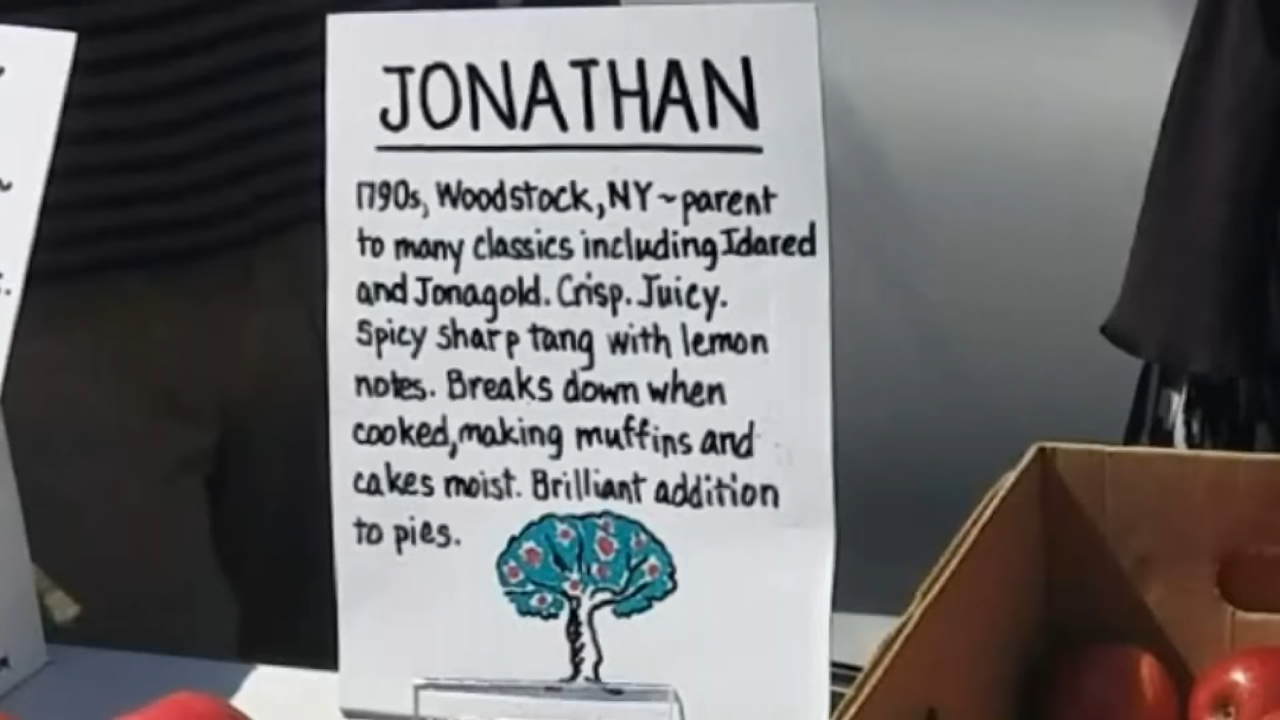 JONATHAN
1790s, Woodstock, NY ~ parent
to many classics including Idared
and Jonagold. Crisp. Juicy.
Spicy sharp tang with lemon
notes. Breaks down when
cooked, making muffins and
cakes moist. Brilliant addition
to pies.